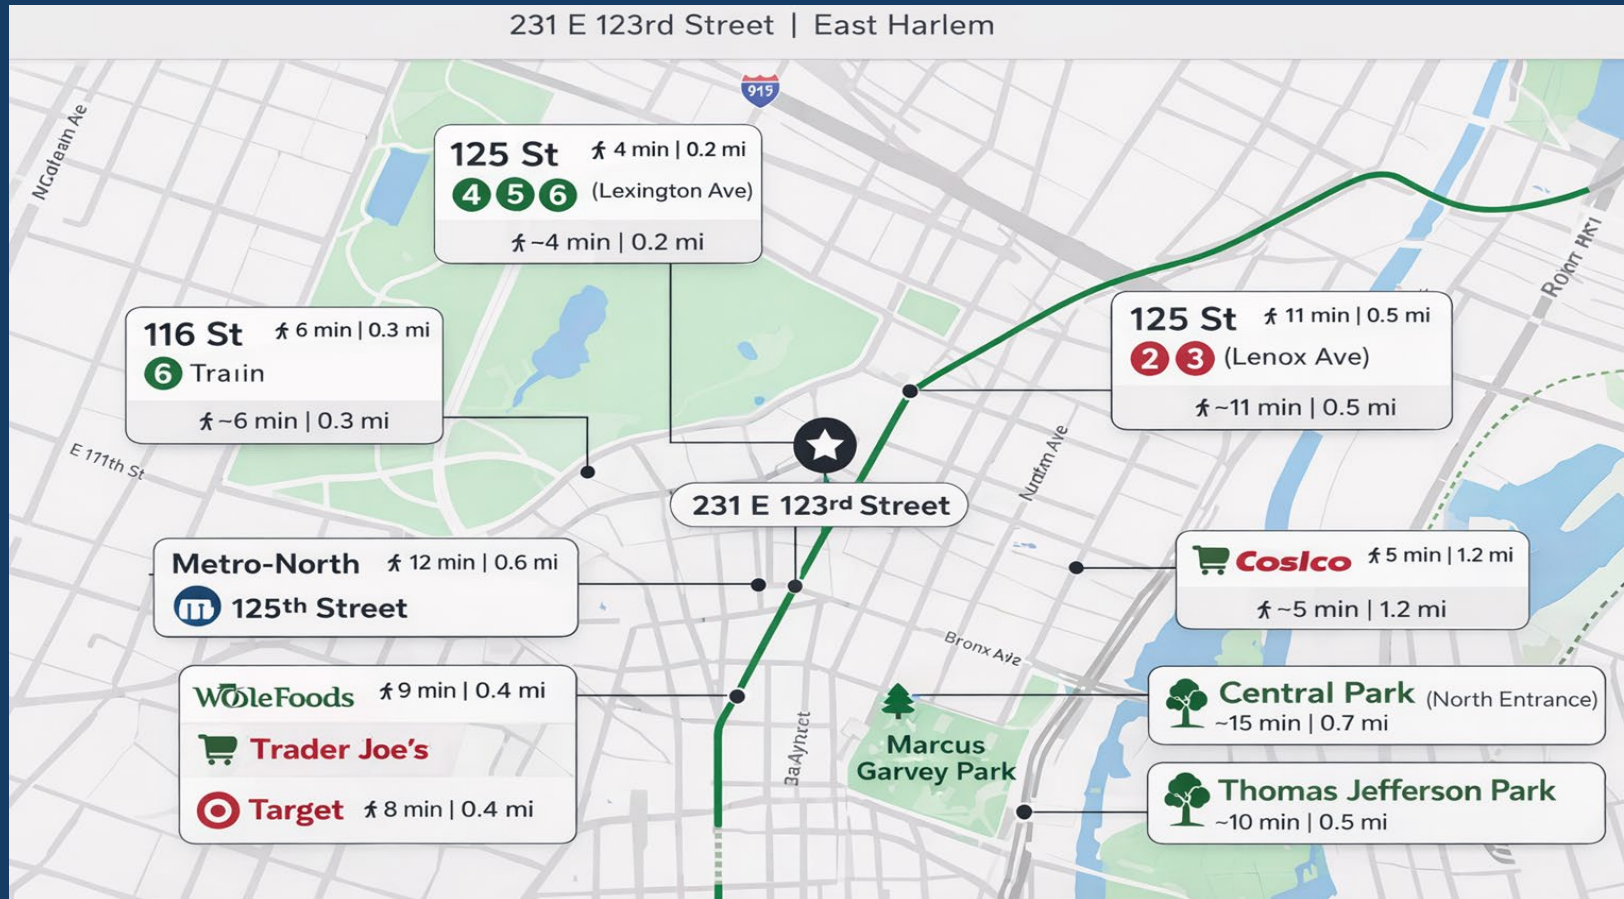 231 E 123rd Street | East Harlem
915
125 St 4 min | 0.2 mi
4 5 6 (Lexington Ave)
~4 min | 0.2 mi
116 St 6 min | 0.3 mi
6 Traiin
~6 min | 0.3 mi
125 St 11 min | 0.5 mi
2 3 (Lenox Ave)
~11 min | 0.5 mi
E 171th St
231 E 123rd Street
Metro-North 12 min | 0.6 mi
m 125th Street
Coslco 5 min | 1.2 mi
~5 min | 1.2 mi
Bronx
WholeFoods 9 min | 0.4 mi
Trader Joe's
Target 8 min | 0.4 mi
Central Park (North Entrance)
~15 min | 0.7 mi
Marcus
Garvey Park
Thomas Jefferson Park
~10 min | 0.5 mi